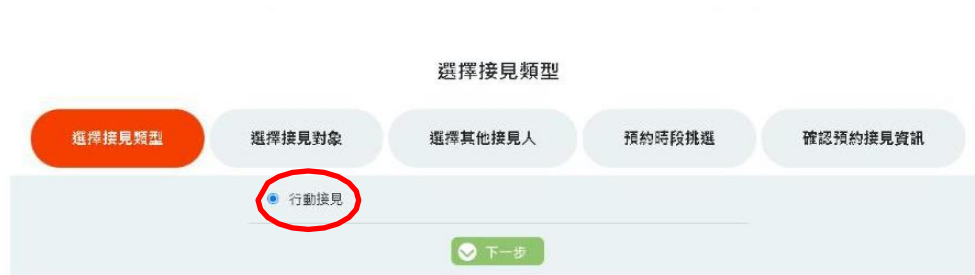 選擇接見類型
選擇接見類型 選擇接見對象 選擇其他接見人 預約時段挑選 確認預約接見資訊
行動接見
下一步